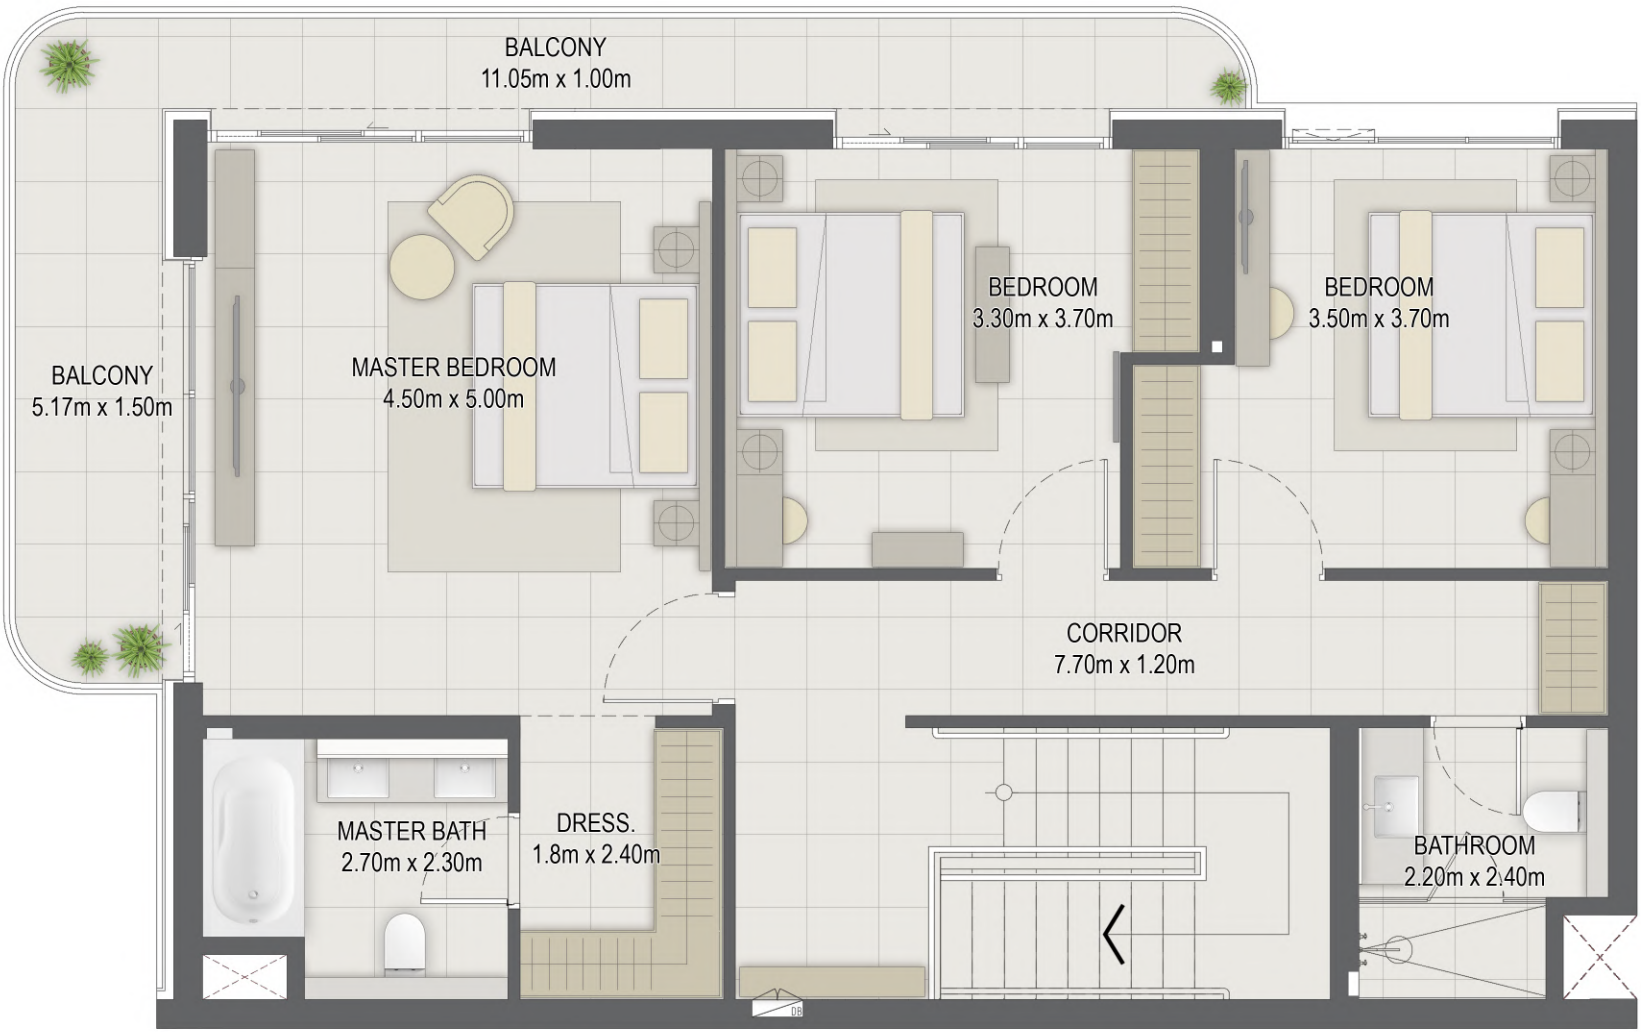 BALCONY
11.05m x 1.00m
BEDROOM
3.30m x 3.70m
BEDROOM
3.50m x 3.70m
MASTER BEDROOM
4.50m x 5.00m
BALCONY
5.17m x 1.50m
CORRIDOR
7.70m x 1.20m
MASTER BATH
2.70m x 2.30m
DRESS.
1.8m x 2.40m
BATHROOM
2.20m x 2.40m
DB